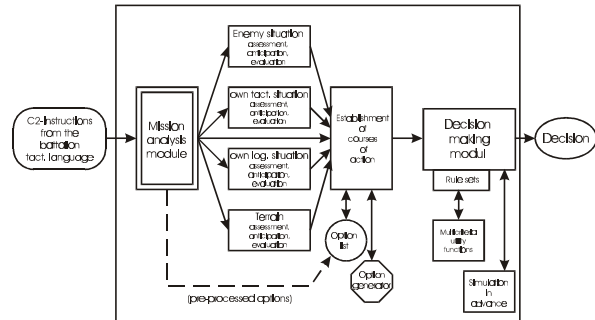 C2-instructions
from the
battalion
tact. language
Mission
analysis
module
Enemy situation
assessment,
anticipation,
evaluation
own tact. situation
assessment,
anticipation,
evaluation
own log. situation
assessment,
anticipation,
evaluation
Terrain
assessment,
anticipation,
evaluation
Establishment
of
courses
of
action
Option
list
Option
generator
(pre-processed options)
Decision
making
modul
Rule sets
Multicriteria
utility
functions
Simulation
in
advance
Decision